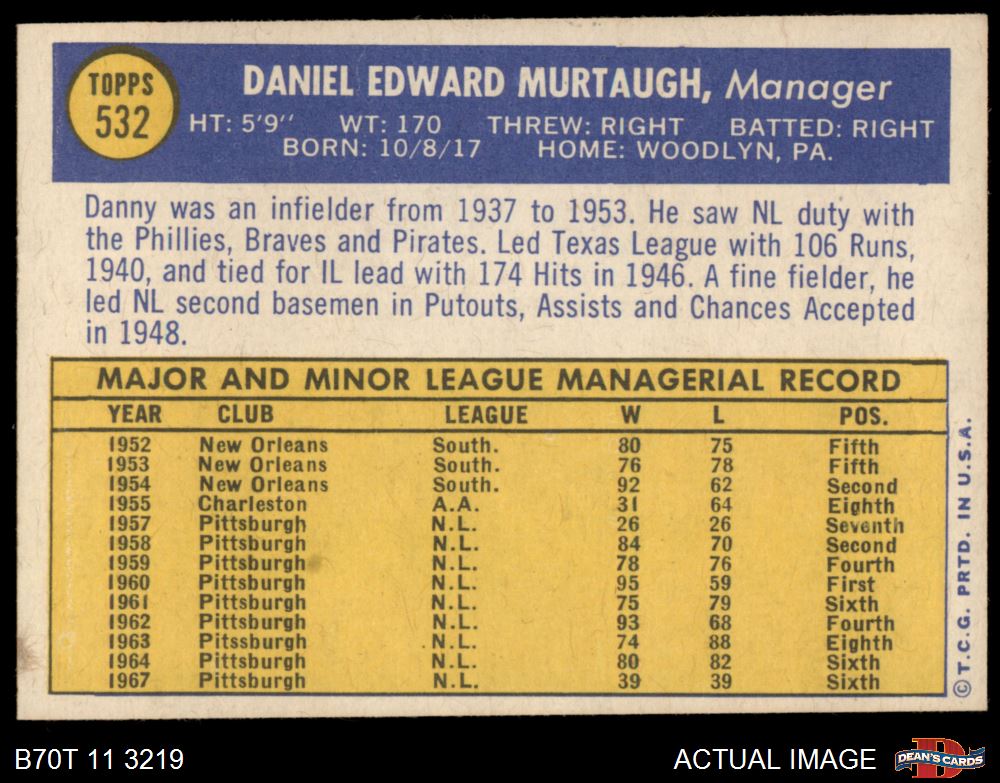 TOPPS
532
DANIEL EDWARD MURTAUGH, Manager
HT: 5'9" WT: 170 THREW: RIGHT BATTED: RIGHT
BORN: 10/8/17 HOME: WOODLYN, PA.
Danny was an infielder from 1937 to 1953. He saw NL duty with
the Phillies, Braves and Pirates. Led Texas League with 106 Runs,
1940, and tied for IL lead with 174 Hits in 1946. A fine fielder, he
led NL second basemen in Putouts, Assists and Chances Accepted
in 1948.
MAJOR AND MINOR LEAGUE MANAGERIAL RECORD
YEAR CLUB LEAGUE W L POS.
1952 New Orleans South. 80 75 Fifth
1953 New Orleans South. 76 78 Fifth
1954 New Orleans South. 92 62 Second
1955 Charleston A.A. 31 64 Eighth
1957 Pittsburgh N.L. 26 26 Seventh
1958 Pittsburgh N.L. 84 70 Second
1959 Pittsburgh N.L. 78 76 Fourth
1960 Pittsburgh N.L. 95 59 First
1961 Pittsburgh N.L. 75 79 Sixth
1962 Pittsburgh N.L. 93 68 Fourth
1963 Pitssburgh N.L. 74 88 Eighth
1964 Pittsburgh N.L. 80 82 Sixth
1967 Pittsburgh N.L. 39 39 Sixth
© T.C.G. PRTD. IN U.S.A.
B70T 11 3219 ACTUAL IMAGE
D
DEAN'S CARDS